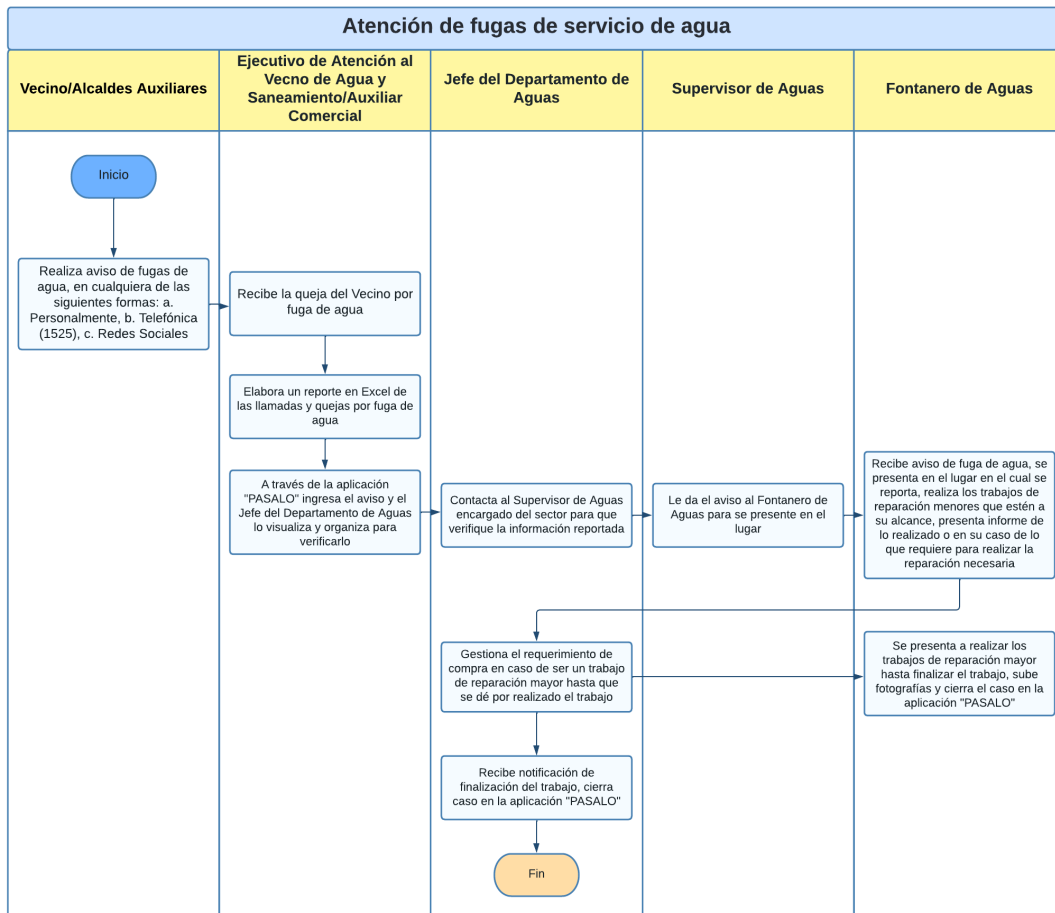 Atención de fugas de servicio de agua
Vecino/Alcaldes Auxiliares
Ejecutivo de Atención al
Vecno de Agua y
Saneamiento/Auxiliar
Comercial
Jefe del Departamento de
Aguas
Supervisor de Aguas
Fontanero de Aguas
Inicio
Realiza aviso de fugas de
agua, en cualquiera de las
siguientes formas: a.
Personalmente, b. Telefónica
(1525), c. Redes Sociales
Recibe la queja del Vecino por
fuga de agua
Elabora un reporte en Excel de
las llamadas y quejas por fuga de
agua
A través de la aplicación
"PASALO" ingresa el aviso y el
Jefe del Departamento de Aguas
lo visualiza y organiza para
verificarlo
Contacta al Supervisor de Aguas
encargado del sector para que
verifique la información reportada
Le da el aviso al Fontanero de
Aguas para se presente en el
lugar
Recibe aviso de fuga de agua, se
presenta en el lugar en el cual se
reporta, realiza los trabajos de
reparación menores que estén a
su alcance, presenta informe de
lo realizado o en su caso de lo
que requiere para realizar la
reparación necesaria
Gestiona el requerimiento de
compra en caso de ser un trabajo
de reparación mayor hasta que
se dé por realizado el trabajo
Se presenta a realizar los
trabajos de reparación mayor
hasta finalizar el trabajo, sube
fotografías y cierra el caso en la
aplicación "PASALO"
Recibe notificación de
finalización del trabajo, cierra
caso en la aplicación "PASALO"
Fin